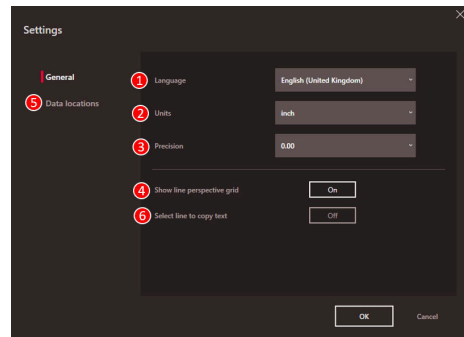 Settings
General
1 Language English (United Kingdom)
5 Data locations
2 Units inch
3 Precision 0.00
4 Show line perspective grid On
6 Select line to copy text Off
OK Cancel